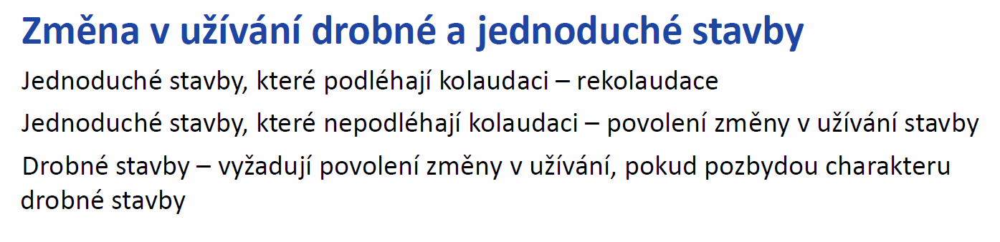 Změna v užívání drobné a jednoduché stavby
Jednoduché stavby, které podléhají kolaudaci – rekolaudace
Jednoduché stavby, které nepodléhají kolaudaci – povolení změny v užívání stavby
Drobné stavby – vyžadují povolení změny v užívání, pokud pozbydou charakteru
drobné stavby